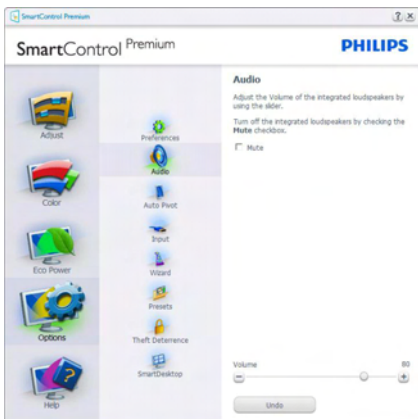 SmartControl Premium
SmartControl Premium
PHILIPS
Adjust
Color
Eco Power
Options
Help
Preferences
Audio
Auto Pivot
Input
Wizard
Presets
Theft Deterrence
SmartDesktop
Audio
Adjust the Volume of the integrated loudspeakers by
using the slider.
Turn off the integrated loudspeakers by checking the
Mute checkbox.
Mute
Volume
80
Undo